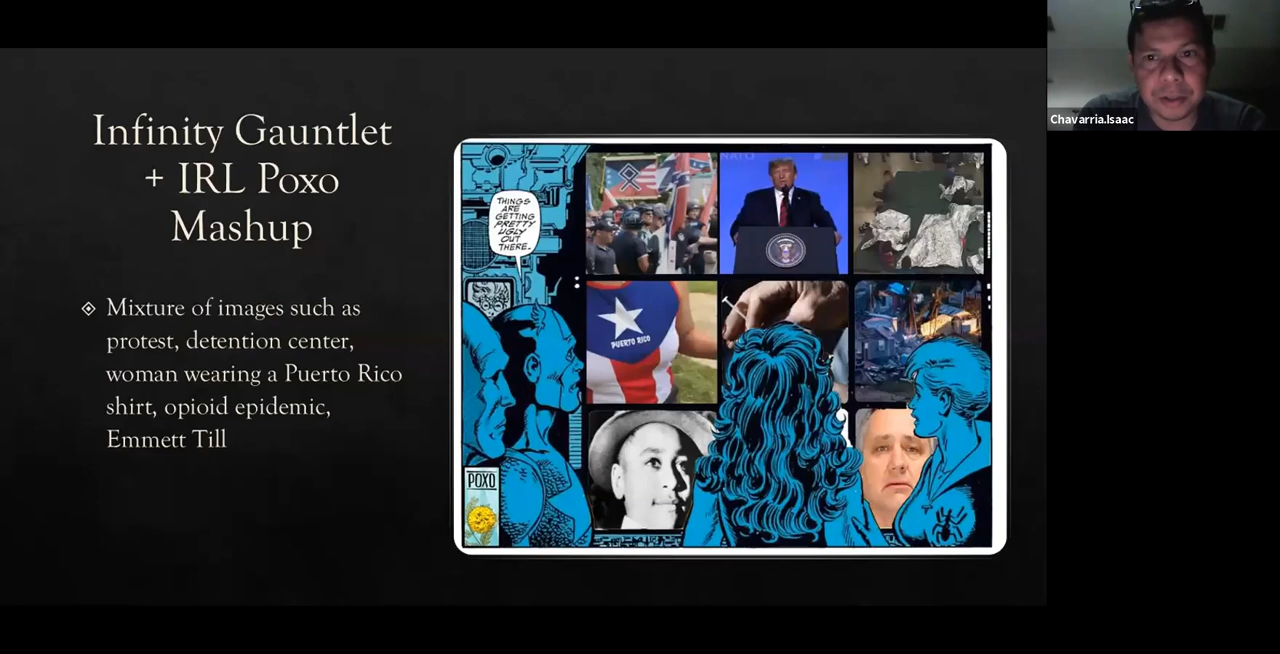 Infinity Gauntlet
+ IRL Poxo
Mashup
Mixture of images such as
protest, detention center,
woman wearing a Puerto Rico
shirt, opioid epidemic,
Emmett Till
THINGS
ARE
GETTING
PRETTY
UGLY
OUT
THERE.
NATO
PUERTO RICO
POXO
Chavarria.Isaac